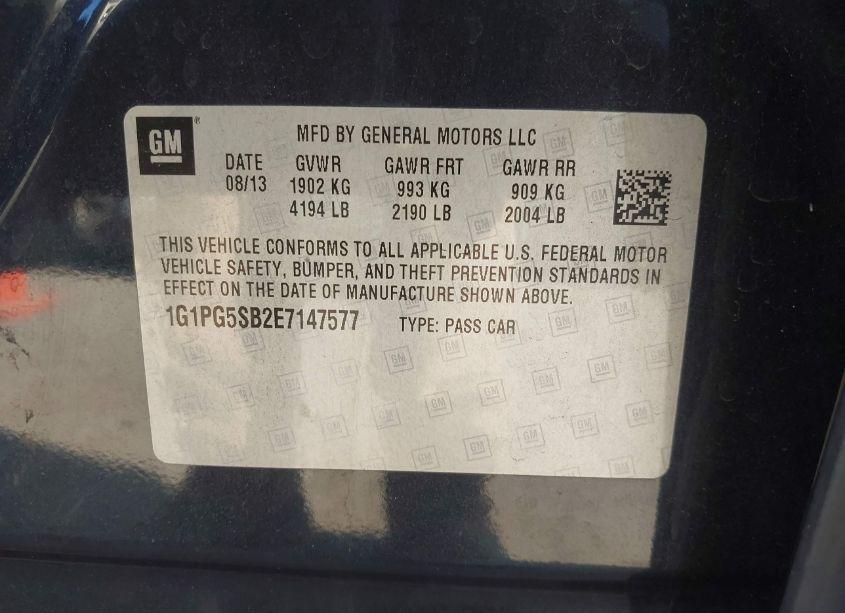 GM ®
MFD BY GENERAL MOTORS LLC
DATE GVWR GAWR FRT GAWR RR
08/13 1902 KG 993 KG 909 KG
4194 LB 2190 LB 2004 LB
THIS VEHICLE CONFORMS TO ALL APPLICABLE U.S. FEDERAL MOTOR
VEHICLE SAFETY, BUMPER, AND THEFT PREVENTION STANDARDS IN
EFFECT ON THE DATE OF MANUFACTURE SHOWN ABOVE.
1G1PG5SB2E7147577 TYPE: PASS CAR